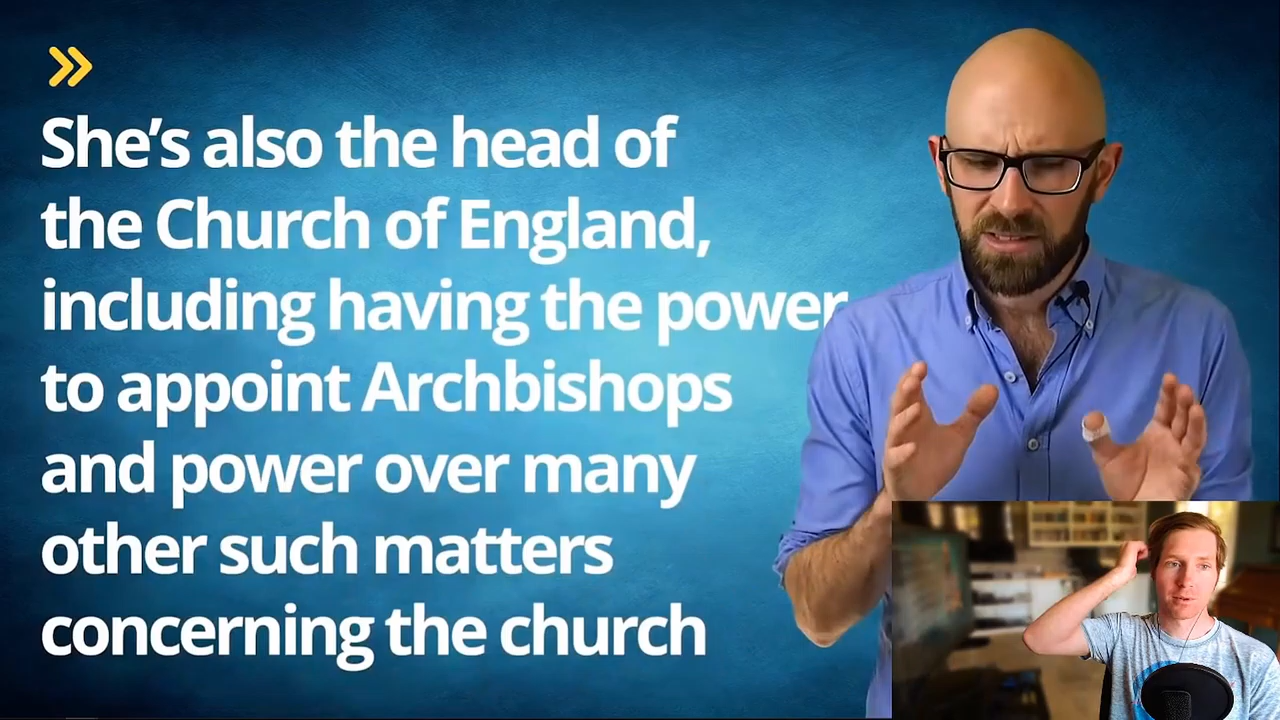 She’s also the head of
the Church of England,
including having the power
to appoint Archbishops
and power over many
other such matters
concerning the church